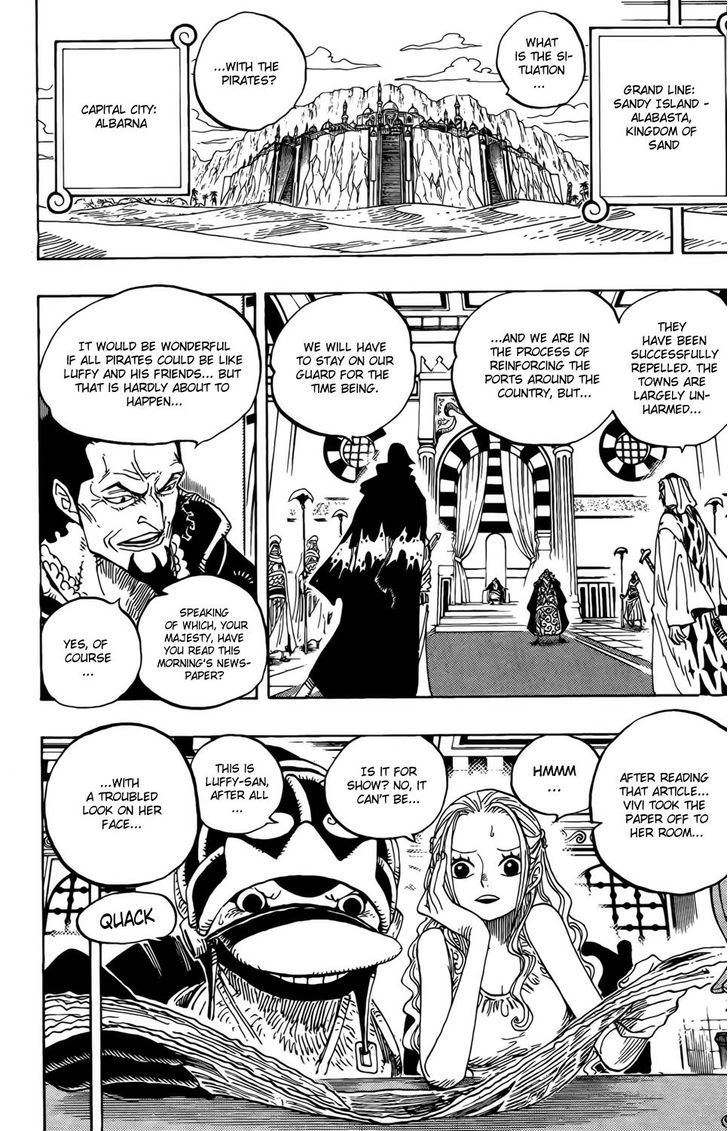 GRAND LINE:
SANDY ISLAND -
ALABASTA,
KINGDOM OF
SAND
WHAT
IS THE SI-
TUATION
...
...WITH THE
PIRATES?
CAPITAL CITY:
ALBARNA
THEY
HAVE BEEN
SUCCESSFULLY
REPELLED. THE
TOWNS ARE
LARGELY UN-
HARMED...
...AND WE ARE
IN THE PROCESS OF
REINFORCING THE
PORTS AROUND THE
COUNTRY, BUT...
WE WILL HAVE
TO STAY ON OUR
GUARD FOR THE
TIME BEING.
IT WOULD BE WONDERFUL
IF ALL PIRATES COULD BE LIKE
LUFFY AND HIS FRIENDS... BUT
THAT IS HARDLY ABOUT TO
HAPPEN...
SPEAKING
OF WHICH, YOUR
MAJESTY, HAVE
YOU READ THIS
MORNING'S NEWS-
PAPER?
YES, OF
COURSE
...
AFTER READING
THAT ARTICLE...
VIVI TOOK THE
PAPER OFF TO
HER ROOM...
HMMM
...
IS IT FOR
SHOW? NO, IT
CAN'T BE...
THIS IS
LUFFY-SAN,
AFTER ALL
...
...WITH
A TROUBLED
LOOK ON HER
FACE...
QUACK